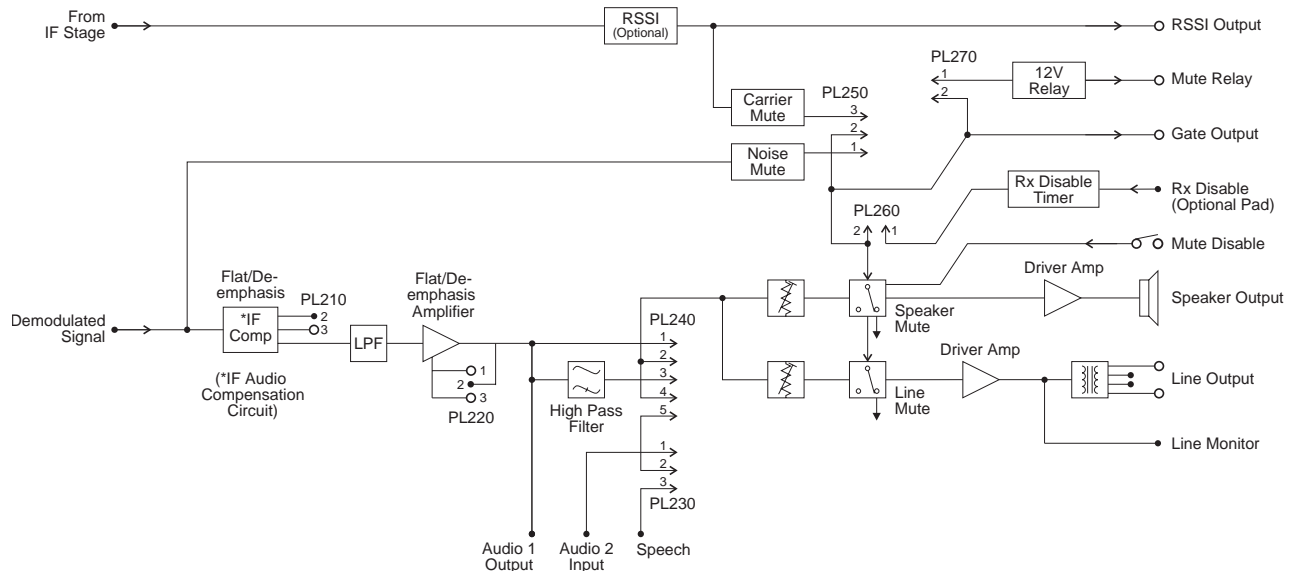 From
IF Stage
RSSI
(Optional)
RSSI Output
PL270
1
2
12V
Relay
Mute Relay
Carrier
Mute
PL250
3
2
1
Gate Output
Noise
Mute
Rx Disable
Timer
Rx Disable
(Optional Pad)
PL260
2
1
Mute Disable
Flat/De-
emphasis
Flat/De-
emphasis
Amplifier
Driver Amp
Speaker
Mute
Speaker Output
Demodulated
Signal
*IF
Comp
PL210
2
3
LPF
PL240
1
2
3
4
5
(*IF Audio
Compensation
Circuit)
1
2
3
PL220
High Pass
Filter
Driver Amp
Line
Mute
Line Output
Line Monitor
1
2
3
PL230
Audio 1
Output
Audio 2
Input
Speech